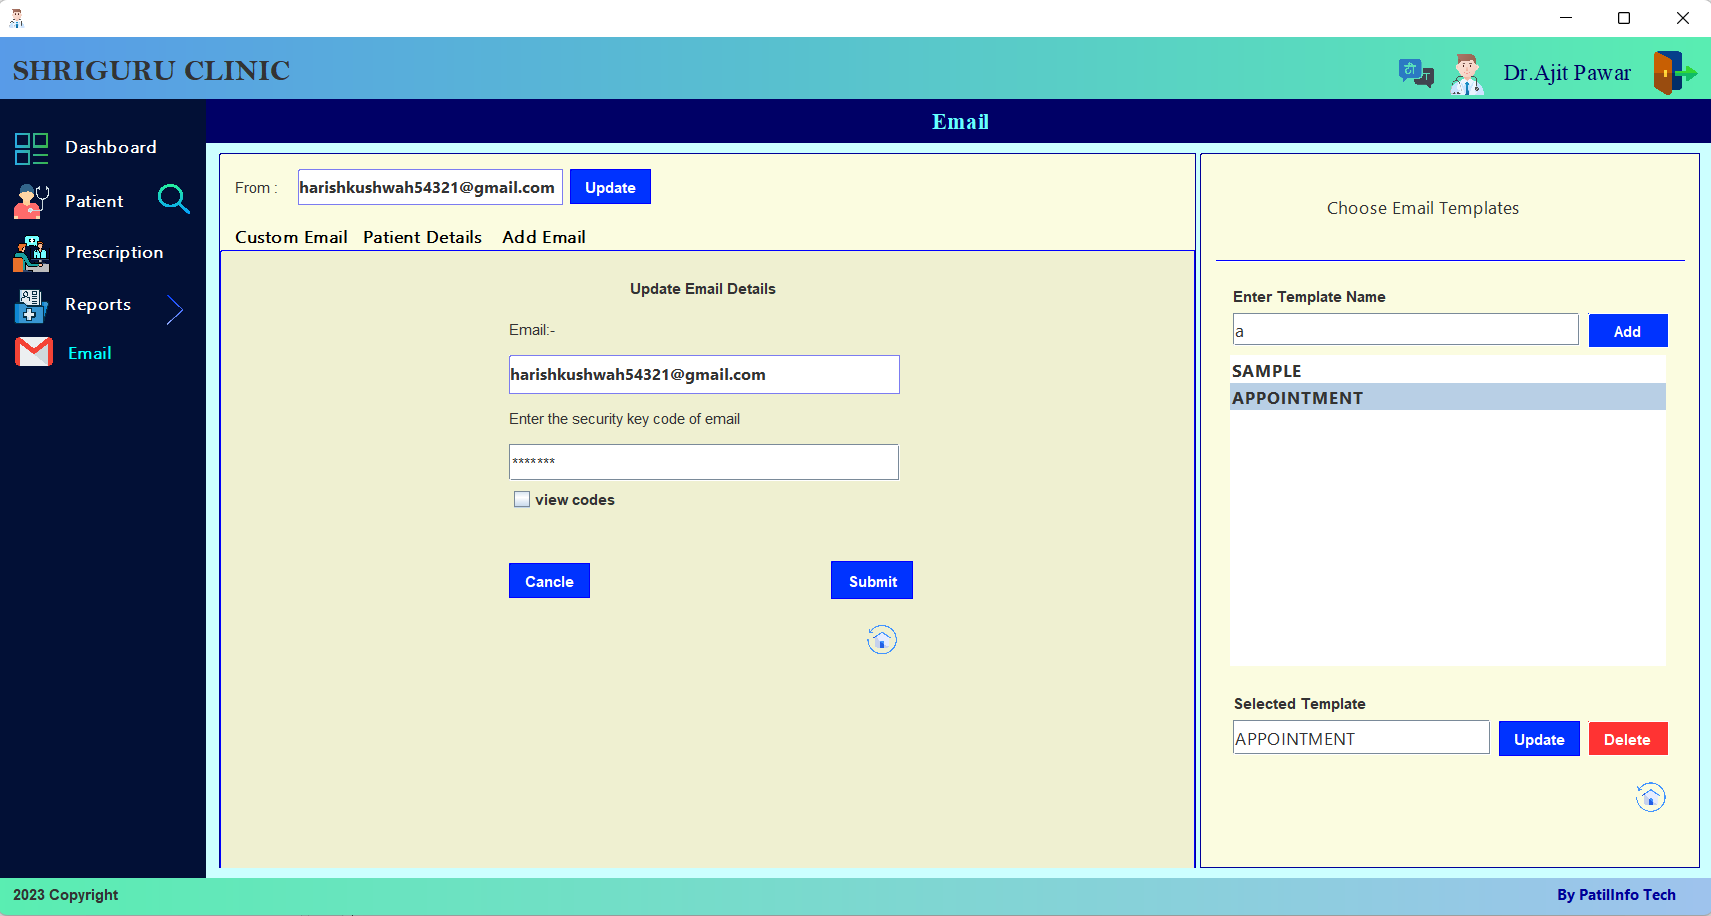 SHRIGURU CLINIC
Dr.Ajit Pawar
Email
Dashboard
Patient
Prescription
Reports
Email
From :
harishkushwah54321@gmail.com
Update
Custom Email Patient Details Add Email
Update Email Details
Email:-
harishkushwah54321@gmail.com
Enter the security key code of email
*******
view codes
Cancle
Submit
Choose Email Templates
Enter Template Name
a
Add
SAMPLE
APPOINTMENT
Selected Template
APPOINTMENT
Update
Delete
2023 Copyright
By PatilInfo Tech